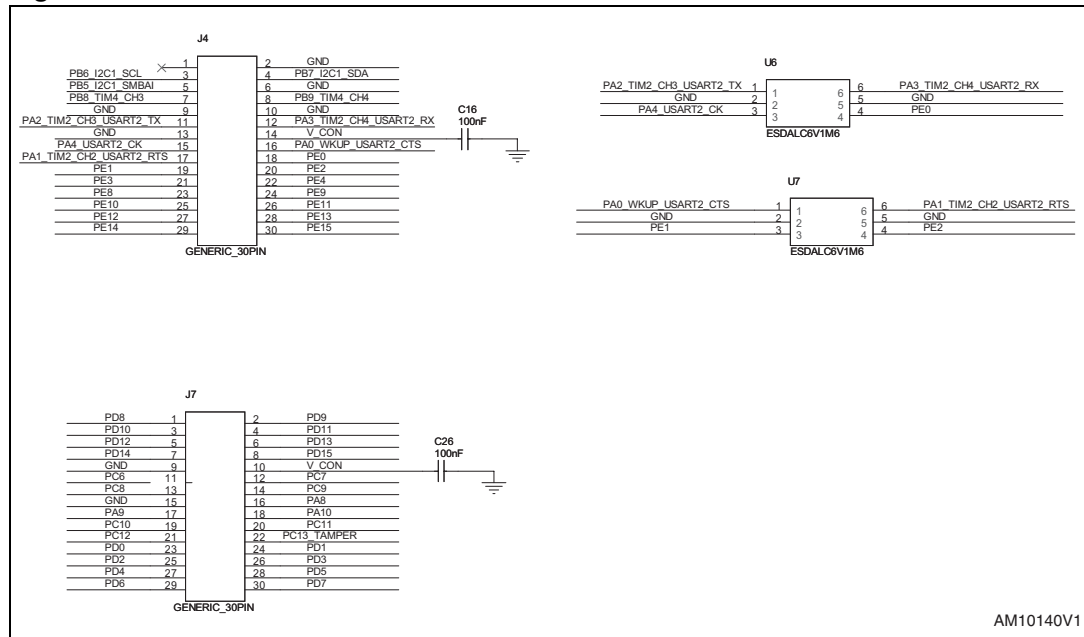 J4
1 2 GND
PB6_I2C1_SCL 3 4 PB7_I2C1_SDA
PB5_I2C1_SMBAI 5 6 GND
PB8_TIM4_CH3 7 8 PB9_TIM4_CH4
GND 9 10 GND
PA2_TIM2_CH3_USART2_TX 11 12 PA3_TIM2_CH4_USART2_RX
GND 13 14 V_CON
PA4_USART2_CK 15 16 PA0_WKUP_USART2_CTS
PA1_TIM2_CH2_USART2_RTS 17 18 PE0
PE1 19 20 PE2
PE3 21 22 PE4
PE8 23 24 PE9
PE10 25 26 PE11
PE12 27 28 PE13
PE14 29 30 PE15
GENERIC_30PIN
C16
100nF
U6
PA2_TIM2_CH3_USART2_TX 1 1 6 6 PA3_TIM2_CH4_USART2_RX
GND 2 2 5 5 GND
PA4_USART2_CK 3 3 4 4 PE0
ESDALC6V1M6
U7
PA0_WKUP_USART2_CTS 1 1 6 6 PA1_TIM2_CH2_USART2_RTS
GND 2 2 5 5 GND
PE1 3 3 4 4 PE2
ESDALC6V1M6
J7
PD8 1 2 PD9
PD10 3 4 PD11
PD12 5 6 PD13
PD14 7 8 PD15
GND 9 10 V_CON
PC6 11 12 PC7
PC8 13 14 PC9
GND 15 16 PA8
PA9 17 18 PA10
PC10 19 20 PC11
PC12 21 22 PC13_TAMPER
PD0 23 24 PD1
PD2 25 26 PD3
PD4 27 28 PD5
PD6 29 30 PD7
GENERIC_30PIN
C26
100nF
AM10140V1